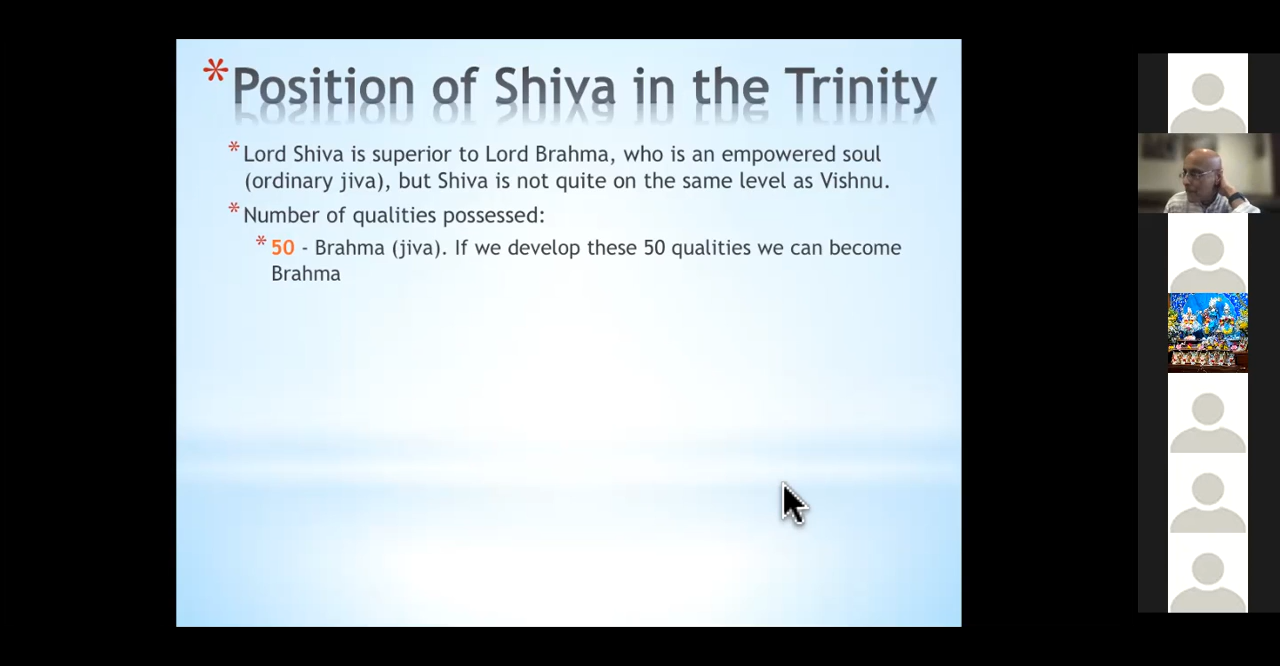 *Position of Shiva in the Trinity
*Lord Shiva is superior to Lord Brahma, who is an empowered soul
(ordinary jiva), but Shiva is not quite on the same level as Vishnu.
*Number of qualities possessed:
*50 - Brahma (jiva). If we develop these 50 qualities we can become
Brahma